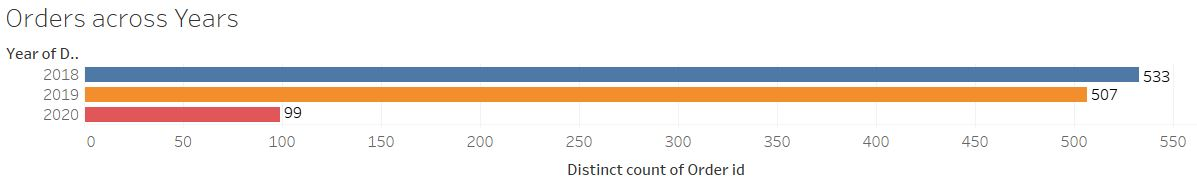 Orders across Years
Year of D..
2018 533
2019 507
2020 99
0 50 100 150 200 250 300 350 400 450 500 550
Distinct count of Order id